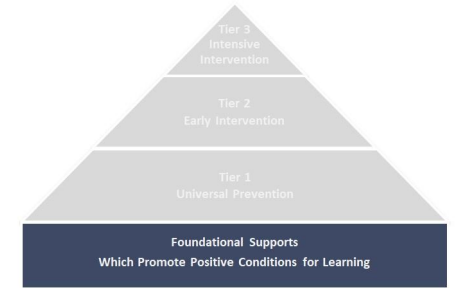 Tier 3
Intensive
Intervention
Tier 2
Early Intervention
Tier 1
Universal Prevention
Foundational Supports
Which Promote Positive Conditions for Learning